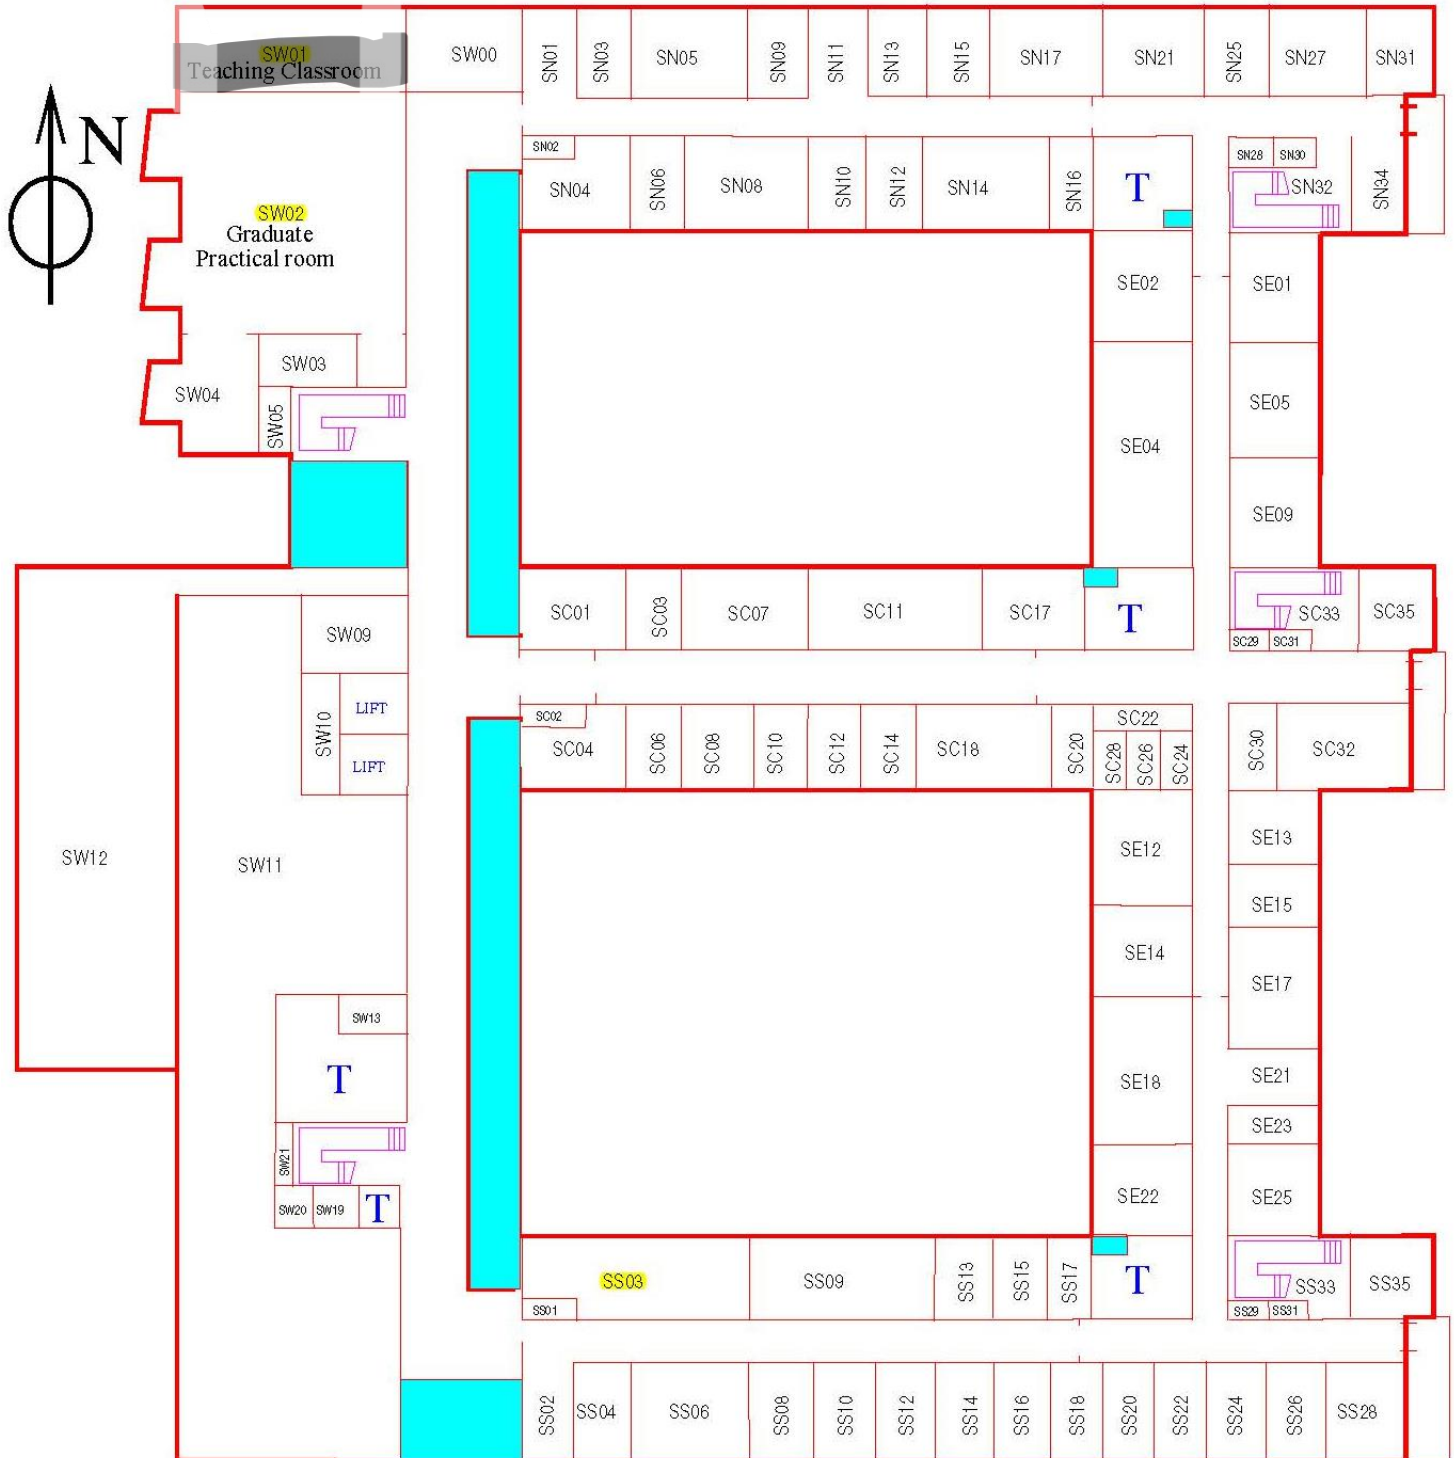 SW01
Teaching Classroom
SW00
SN01
SN03
SN05
SN09
SN11
SN13
SN15
SN17
SN21
SN25
SN27
SN31
N
SN02
SN04
SN06
SN08
SN10
SN12
SN14
SN16
T
SN28
SN30
SN32
SN34
SW02
Graduate
Practical room
SE02
SE01
SW03
SW04
SW05
SE04
SE05
SE09
SC01
SC03
SC07
SC11
SC17
T
SC33
SC35
SC29
SC31
SW09
SW10
LIFT
LIFT
SC02
SC04
SC06
SC08
SC10
SC12
SC14
SC18
SC20
SC22
SC28
SC26
SC24
SC30
SC32
SW12
SW11
SE12
SE13
SE14
SE15
SE17
SW13
T
SE18
SE21
SE23
SW21
SW20
SW19
T
SE22
SE25
SS03
SS01
SS09
SS13
SS15
SS17
T
SS33
SS35
SS29
SS31
SS02
SS04
SS06
SS08
SS10
SS12
SS14
SS16
SS18
SS20
SS22
SS24
SS26
SS28